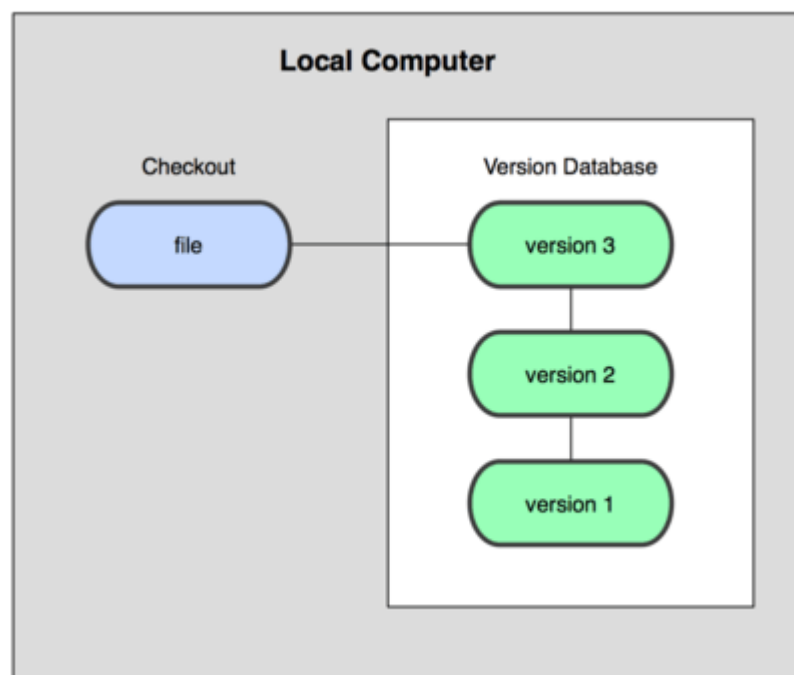 Local Computer
Checkout
Version Database
file
version 3
version 2
version 1